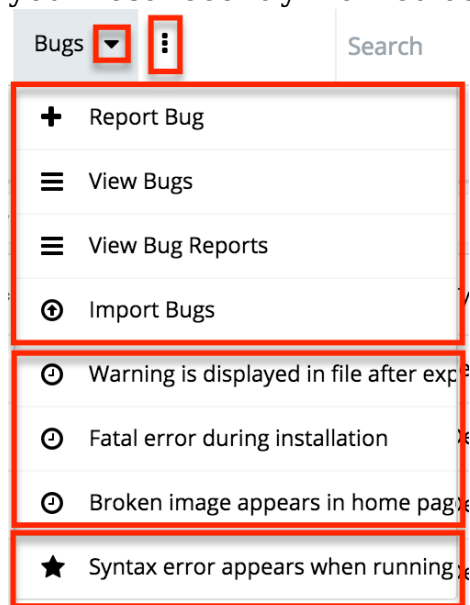 Bugs Search
Report Bug
View Bugs
View Bug Reports
Import Bugs
Warning is displayed in file after exp
Fatal error during installation
Broken image appears in home pag
Syntax error appears when running